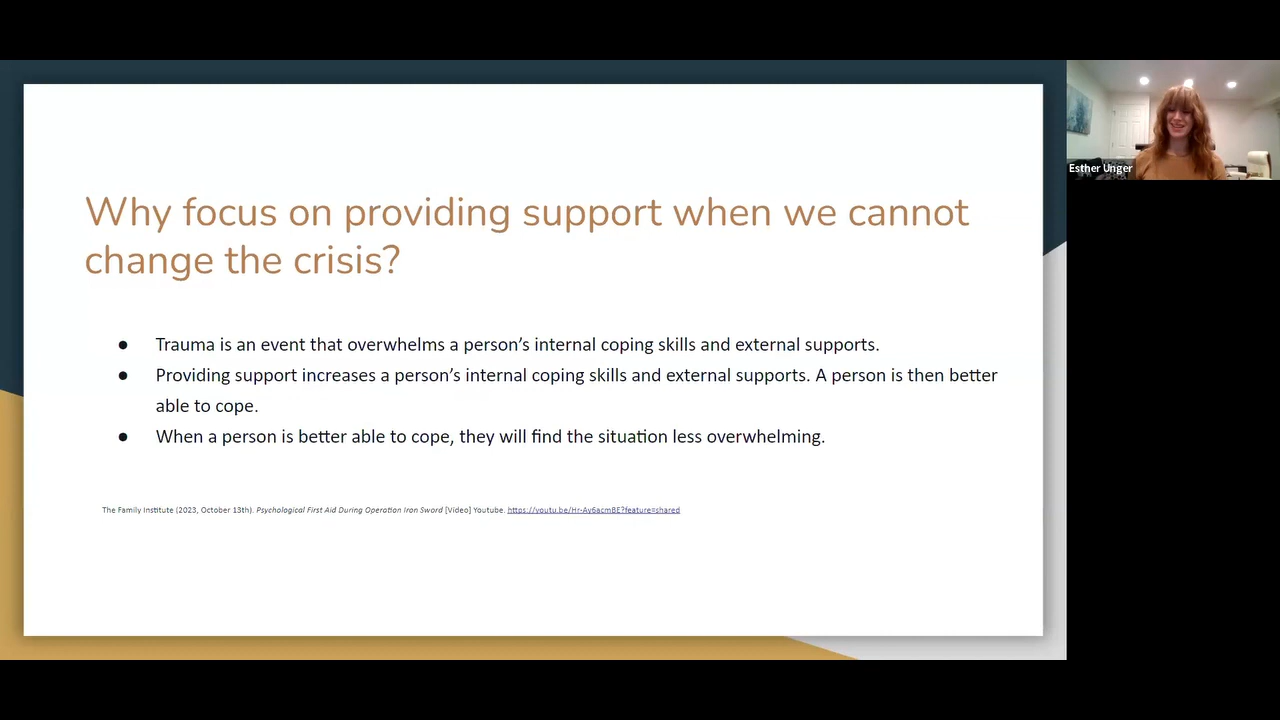 Why focus on providing support when we cannot
change the crisis?
● Trauma is an event that overwhelms a person’s internal coping skills and external supports.
● Providing support increases a person’s internal coping skills and external supports. A person is then better
able to cope.
● When a person is better able to cope, they will find the situation less overwhelming.
The Family Institute (2023, October 13th). Psychological First Aid During Operation Iron Sword [Video] Youtube. https://youtu.be/Hr-Ay6acmBE?feature=shared
Esther Unger